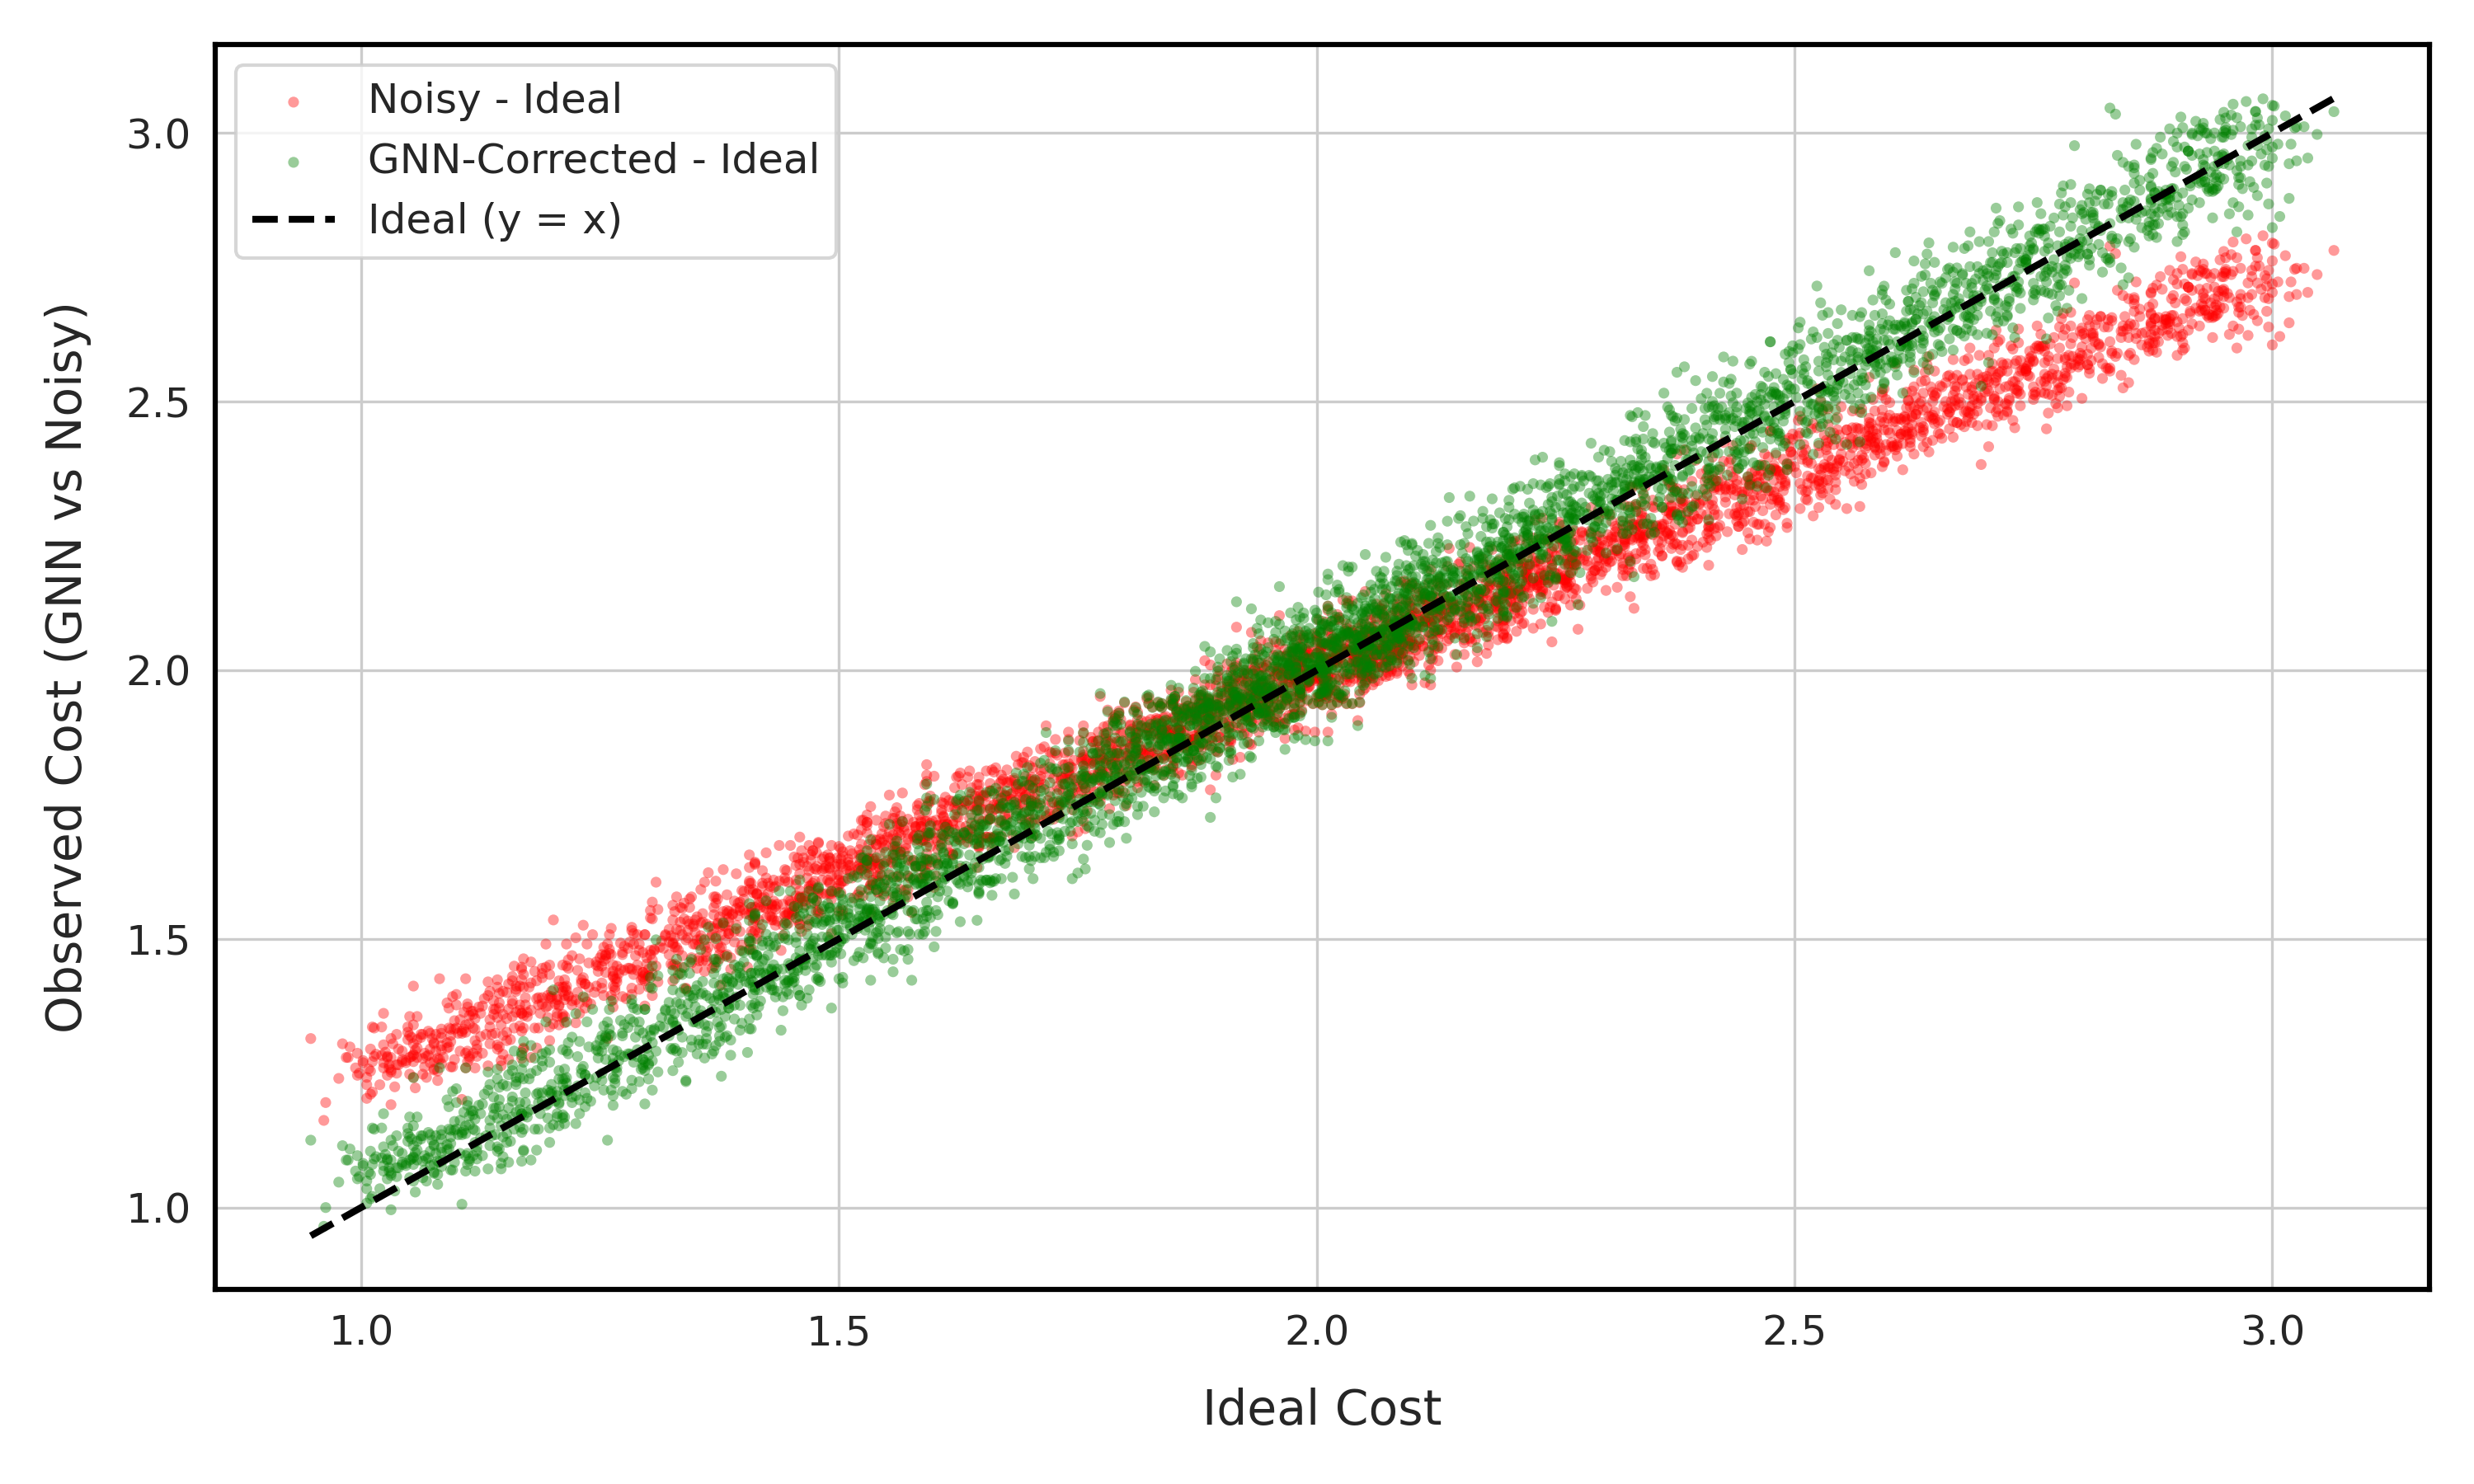 Noisy - Ideal
GNN-Corrected - Ideal
Ideal (y = x)
3.0
2.5
2.0
1.5
1.0
Observed Cost (GNN vs Noisy)
1.0 1.5 2.0 2.5 3.0
Ideal Cost